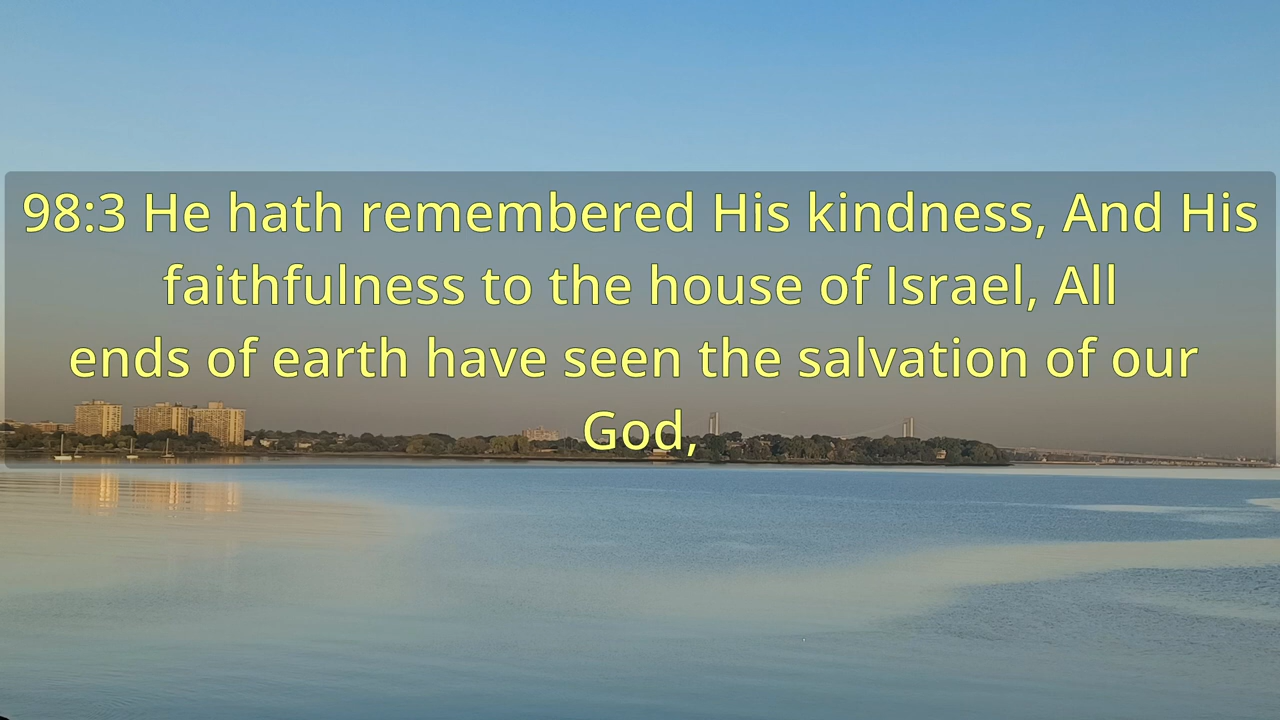 98:3 He hath remembered His kindness, And His
faithfulness to the house of Israel, All
ends of earth have seen the salvation of our
God,